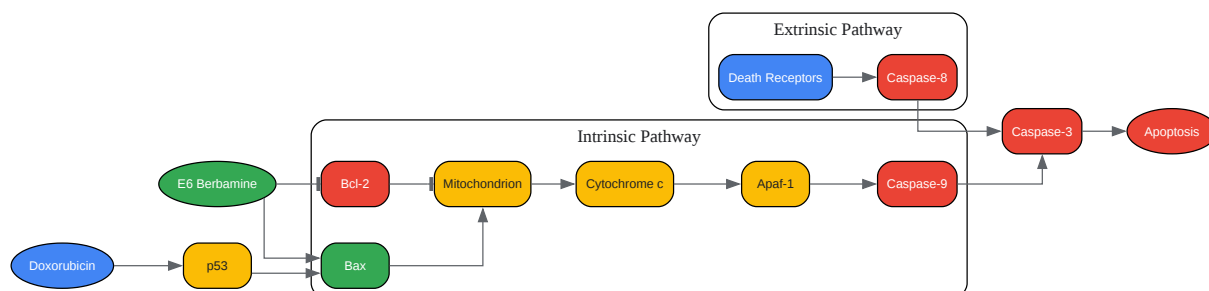 Extrinsic Pathway
Death Receptors
Caspase-8
Caspase-3
Apoptosis
Intrinsic Pathway
E6 Berbamine
Bcl-2
Mitochondrion
Cytochrome c
Apaf-1
Caspase-9
Doxorubicin
p53
Bax